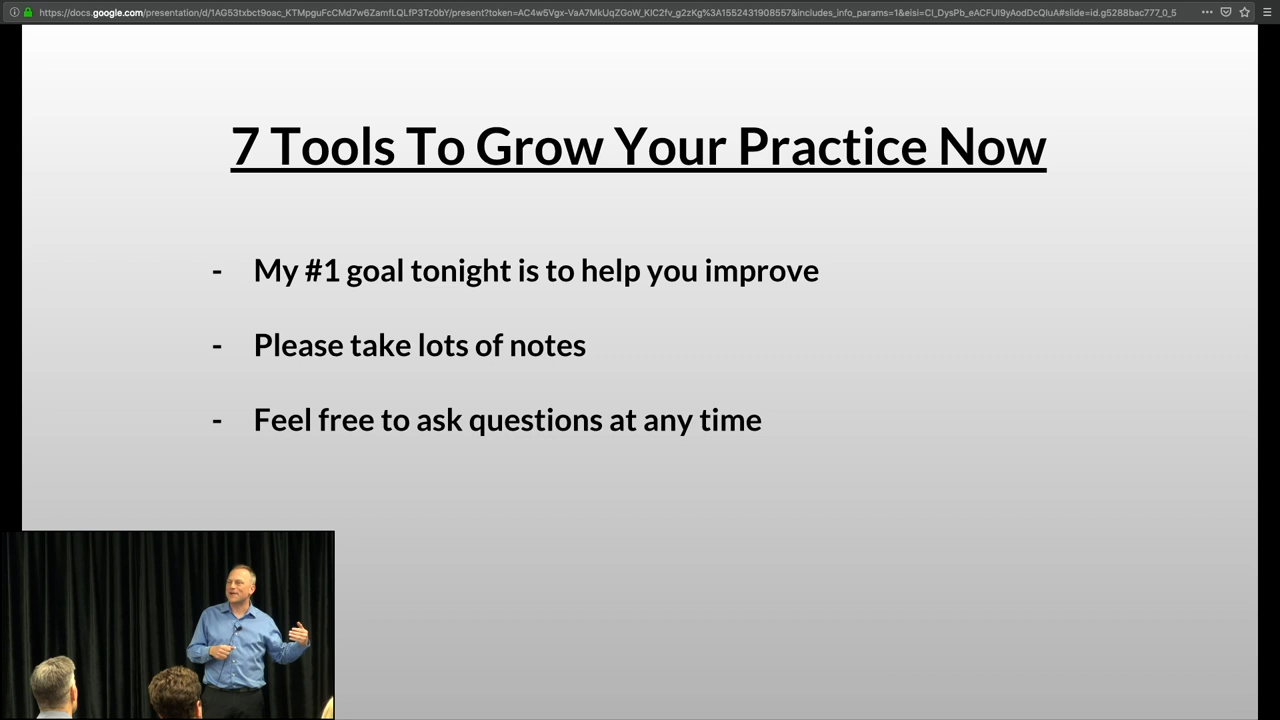 https://docs.google.com/presentation/d/1AG53txbct9oac_KTMpguFcCMd7w6ZamfLQLfP3Tz0bY/present?token=AC4w5Vgx-VaA7MkUqZGoW_KIC2fv_g2zKg%3A1552431908557&includes_info_params=1&eisi=CI_DysPb_eACFUI9yAodDcQIuA#slide=id.g5288bac777_0_5
7 Tools To Grow Your Practice Now
- My #1 goal tonight is to help you improve
- Please take lots of notes
- Feel free to ask questions at any time